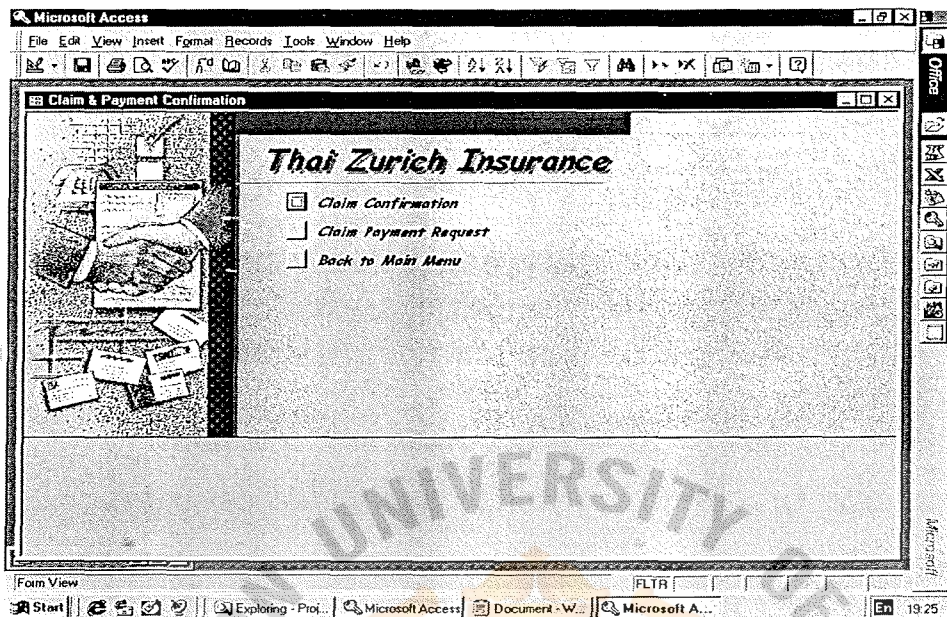 Microsoft Access
File Edit View Insert Format Records Tools Window Help
Office
Claim & Payment Confirmation
Thai Zurich Insurance
Claim Confirmation
Claim Payment Request
Back to Main Menu
UNIVERSITY OF
Microsoft
Form View FLTR
Start Exploring - Proj... Microsoft Access Document - W... Microsoft A... En 19:25